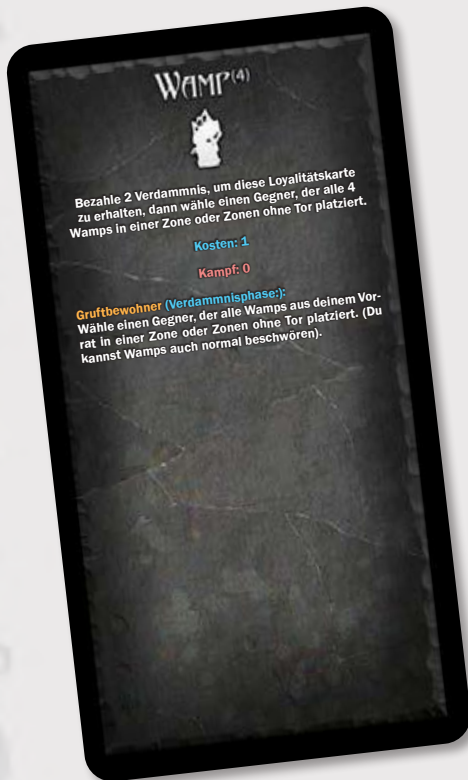 WAMP(4)
Bezahle 2 Verdammnis, um diese Loyalitätskarte
zu erhalten, dann wähle einen Gegner, der alle 4
Wamps in einer Zone oder Zonen ohne Tor platziert.
Kosten: 1
Kampf: 0
Gruftbewohner (Verdammnisphase:):
Wähle einen Gegner, der alle Wamps aus deinem Vor-
rat in einer Zone oder Zonen ohne Tor platziert. (Du
kannst Wamps auch normal beschwören).